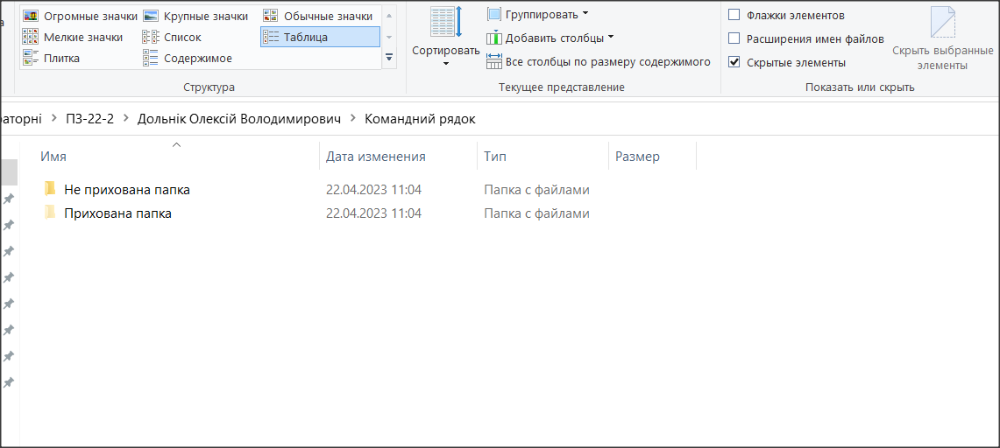 Огромные значки Крупные значки Обычные значки
Мелкие значки Список Таблица
Плитка Содержимое
Структура
Сортировать
Группировать
Добавить столбцы
Все столбцы по размеру содержимого
Текущее представление
Флажки элементов
Расширения имен файлов
Скрытые элементы
Скрыть выбранные
элементы
Показать или скрыть
раторні > ПЗ-22-2 > Дольнік Олексій Володимирович > Командний рядок
Имя Дата изменения Тип Размер
Не прихована папка 22.04.2023 11:04 Папка с файлами
Прихована папка 22.04.2023 11:04 Папка с файлами